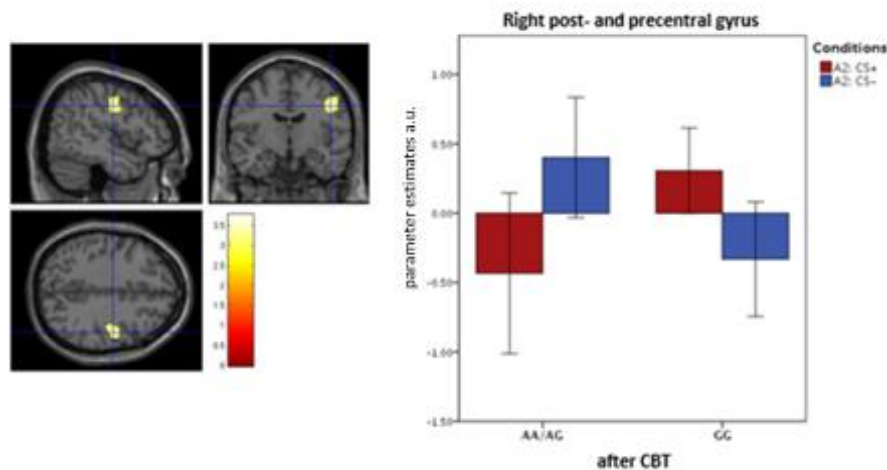 Right post- and precentral gyrus
Conditions
A2: CS+
A2: CS-
parameter estimates a.u.
1.00
0.50
0.00
-0.50
-1.00
-1.50
AA/AG
GG
after CBT
3.5
3
2.5
2
1.5
1
0.5
0